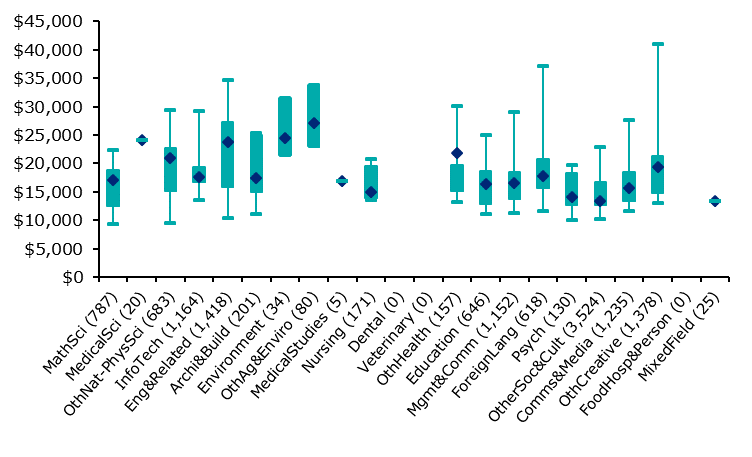 $45,000
$40,000
$35,000
$30,000
$25,000
$20,000
$15,000
$10,000
$5,000
$0
MathSci (787)
MedicalSci (20)
OthNat-PhysSci (683)
InfoTech (1,164)
Eng&Related (1,418)
Archi&Build (201)
Environment (34)
OthAg&Enviro (80)
MedicalStudies (5)
Nursing (171)
Dental (0)
Veterinary (0)
OthHealth (157)
Education (646)
Mgmt&Comm (1,152)
ForeignLang (618)
Psych (130)
OtherSoc&Cult (3,524)
Comms&Media (1,235)
OthCreative (1,378)
FoodHosp&Person (0)
MixedField (25)